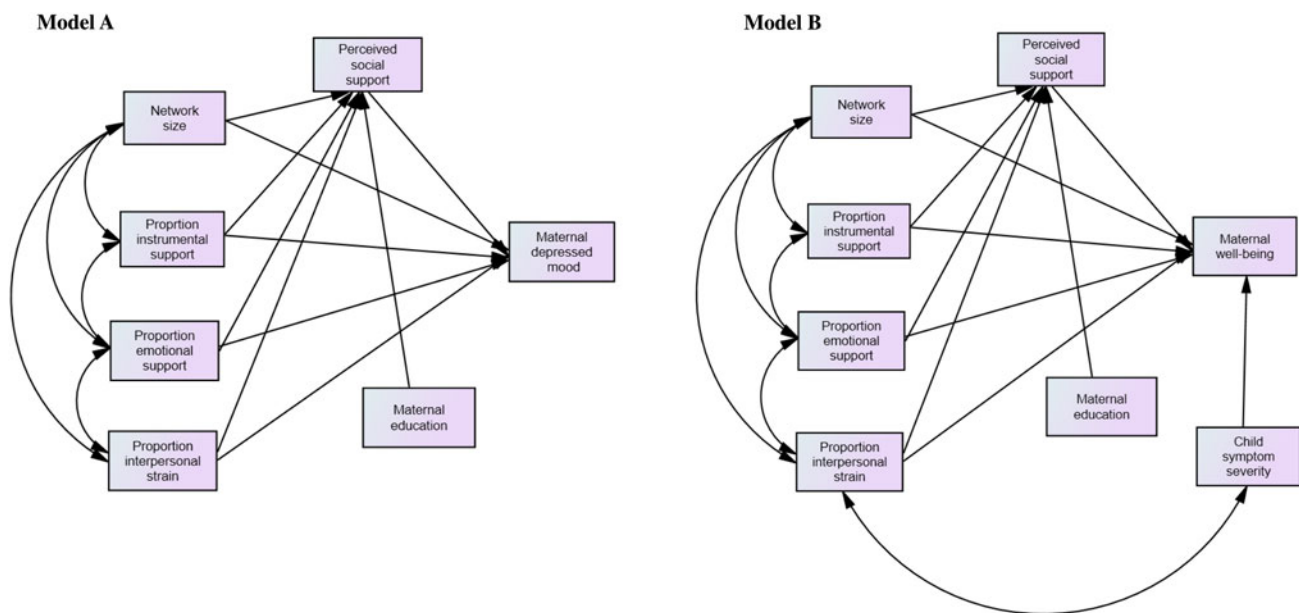 Model A
Perceived
social
support
Network
size
Proprtion
instrumental
support
Maternal
depressed
mood
Proportion
emotional
support
Maternal
education
Proportion
interpersonal
strain
Model B
Perceived
social
support
Network
size
Proportion
instrumental
support
Maternal
well-being
Proportion
emotional
support
Maternal
education
Proportion
interpersonal
strain
Child
symptom
severity